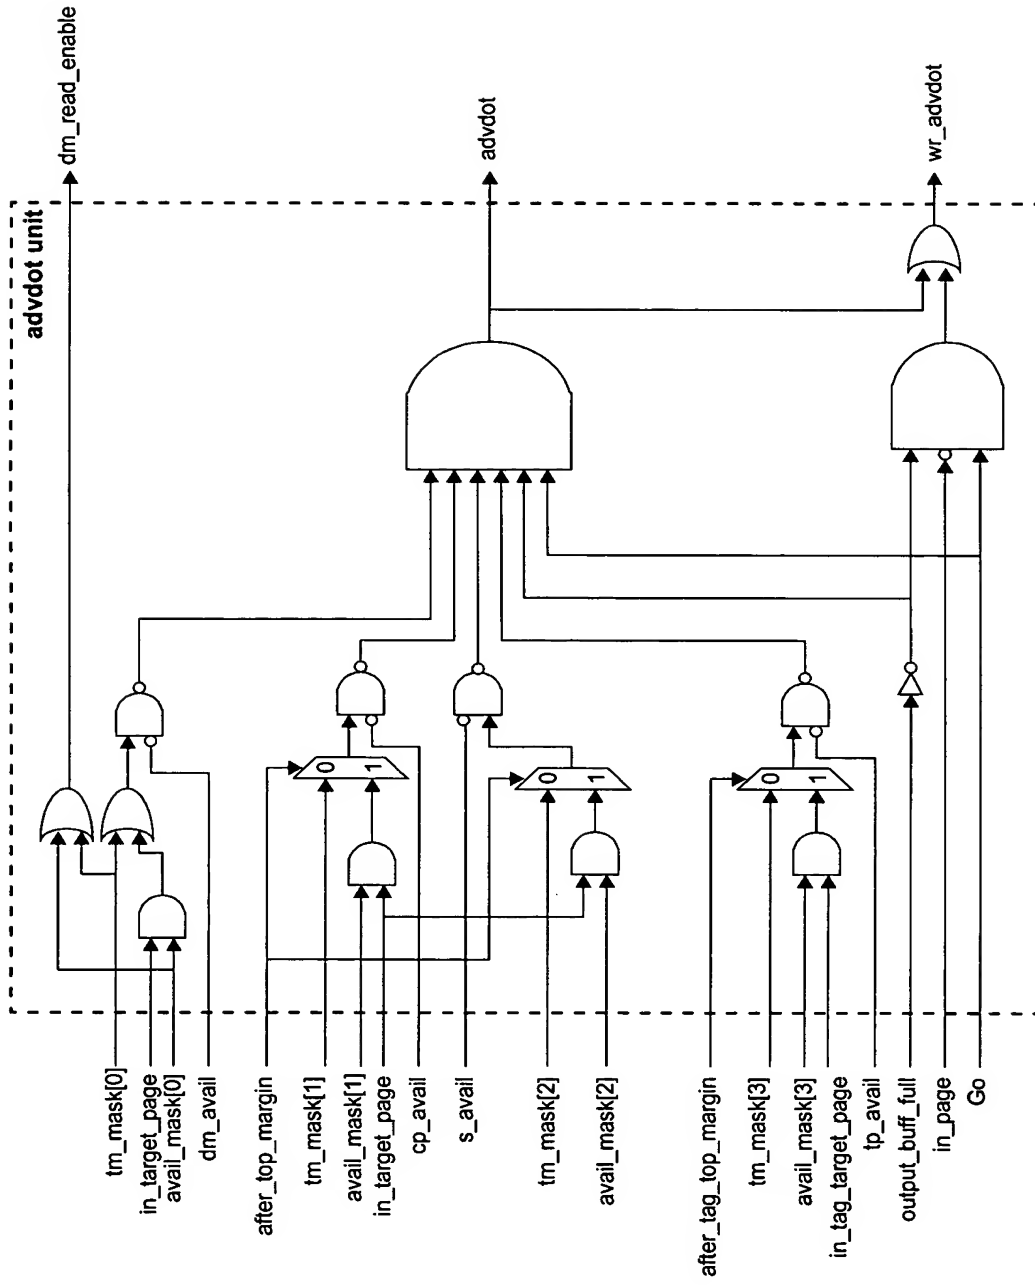 dm_read_enable
advdot
wr_advdot
advdot unit
0
1
0
1
0
1
tm_mask[0]
in_target_page
avail_mask[0]
dm_avail
after_top_margin
tm_mask[1]
avail_mask[1]
in_target_page
cp_avail
s_avail
tm_mask[2]
avail_mask[2]
after_tag_top_margin
tm_mask[3]
avail_mask[3]
in_tag_target_page
tp_avail
output_buff_full
in_page
Go